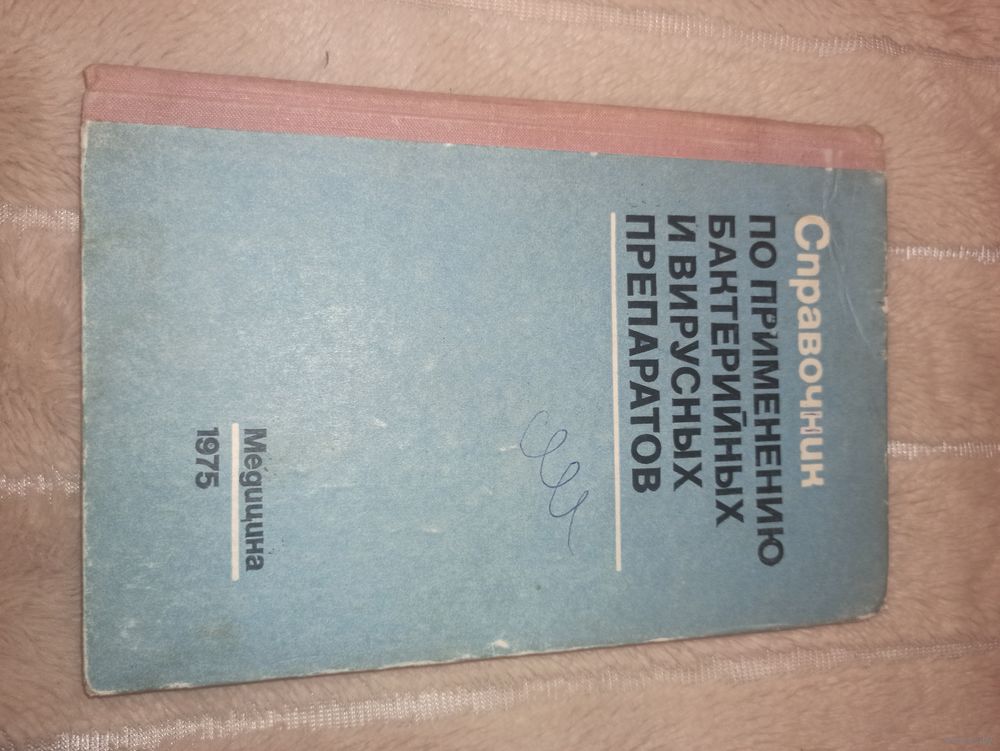 Справочник
ПО ПРИМЕНЕНИЮ
БАКТЕРИЙНЫХ
И ВИРУСНЫХ
ПРЕПАРАТОВ
Медицина
1975